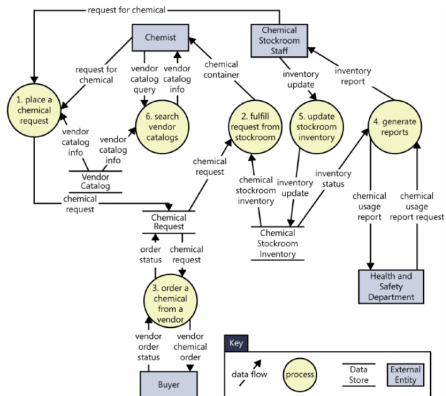 request for chemical
Chemist
Chemical
Stockroom
Staff
request for
chemical
vendor
catalog
query
vendor
catalog
info
chemical
container
inventory
update
inventory
report
1. place a
chemical
request
6. search
vendor
catalogs
2. fulfill
request from
stockroom
5. update
stockroom
inventory
4. generate
reports
vendor
catalog
info
vendor
catalog
info
Vendor
Catalog
chemical
request
chemical
request
chemical
stockroom
inventory
inventory
update
inventory
status
Chemical
Request
Chemical
Stockroom
Inventory
chemical
usage
report
chemical
usage
report request
order
status
chemical
request
Health and
Safety
Department
3. order a
chemical
from a
vendor
vendor
order
status
vendor
chemical
order
Buyer
Key
data flow
process
Data
Store
External
Entity